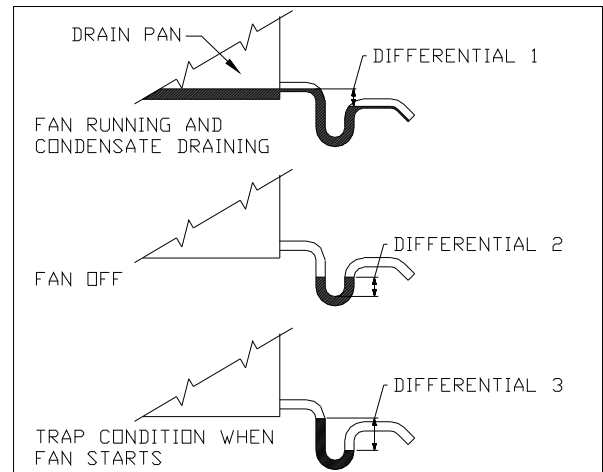 DRAIN PAN
DIFFERENTIAL 1
FAN RUNNING AND
CONDENSATE DRAINING
DIFFERENTIAL 2
FAN OFF
DIFFERENTIAL 3
TRAP CONDITION WHEN
FAN STARTS